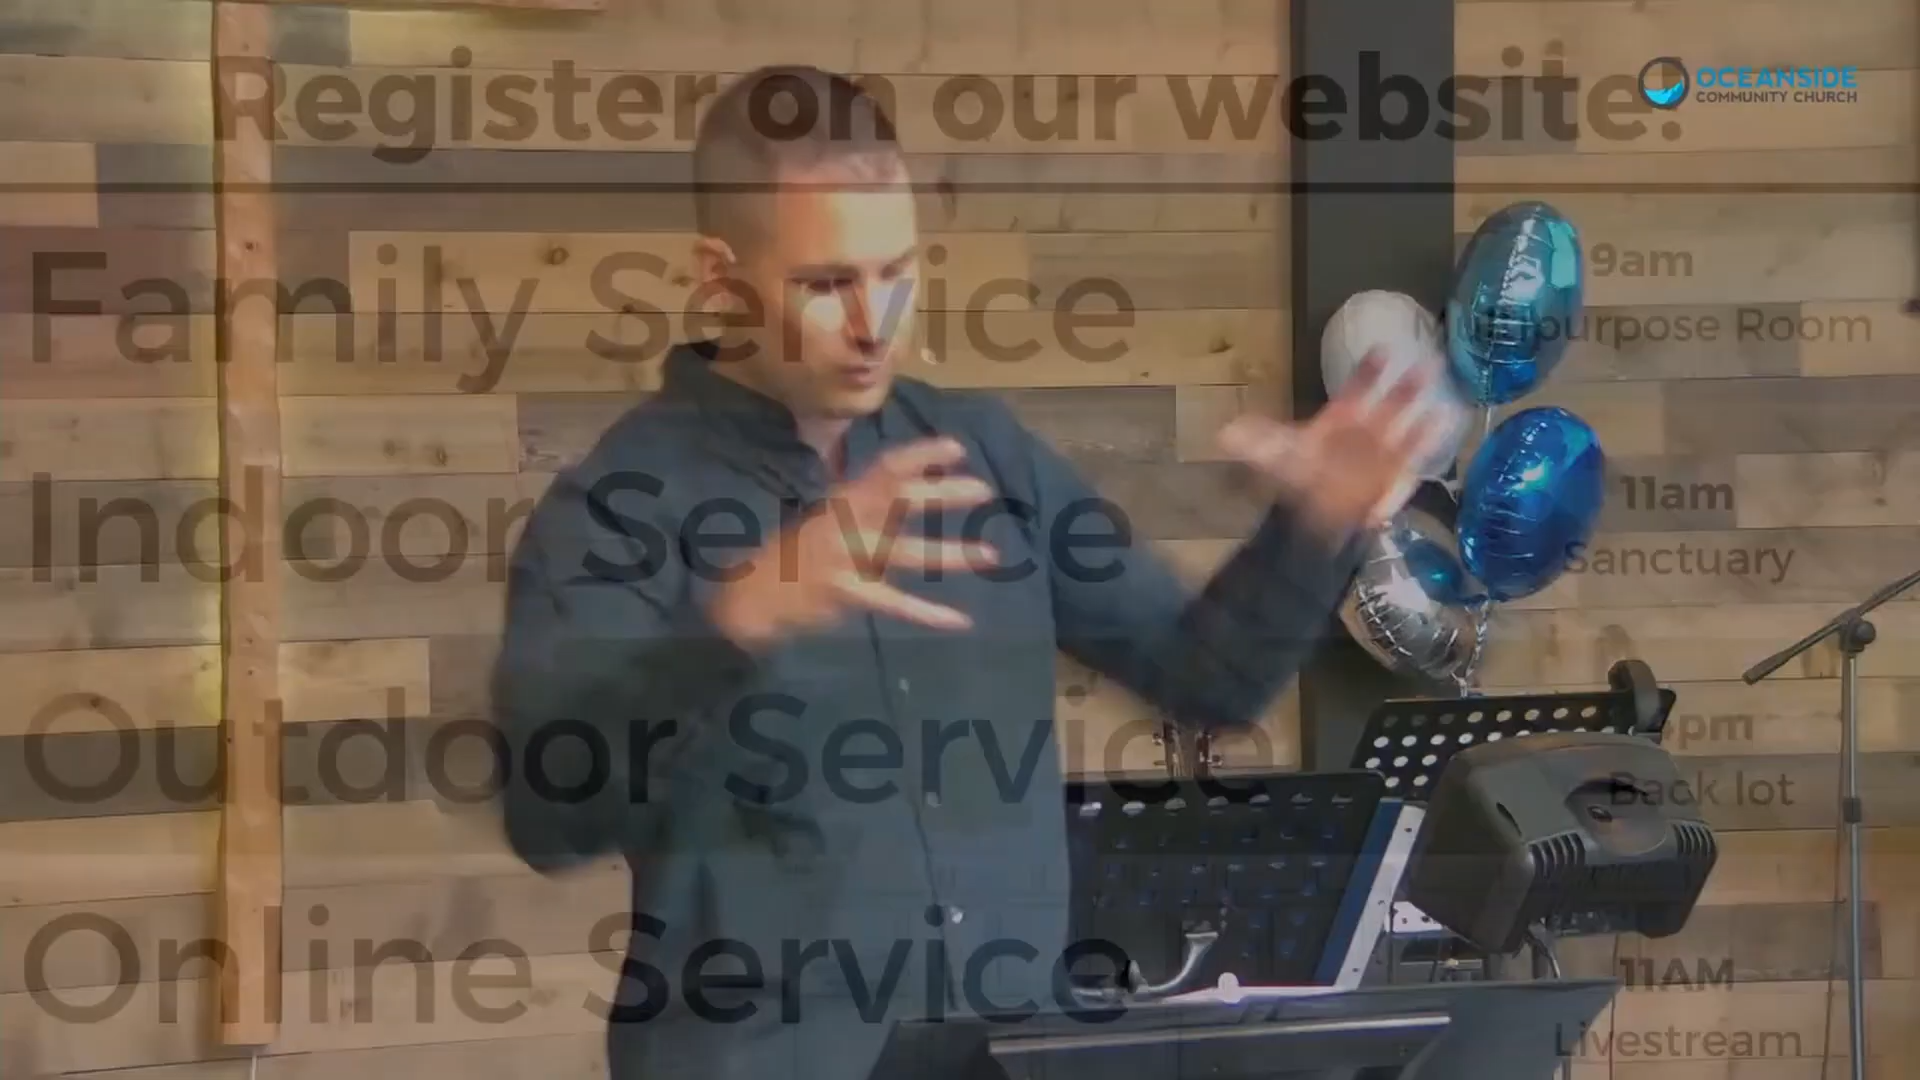 Register on our website:
OCEANSIDE
COMMUNITY CHURCH
Family Service
9am
Multipurpose Room
Indoor Service
11am
Sanctuary
Outdoor Service
pm
Back lot
Online Service
11AM
Livestream